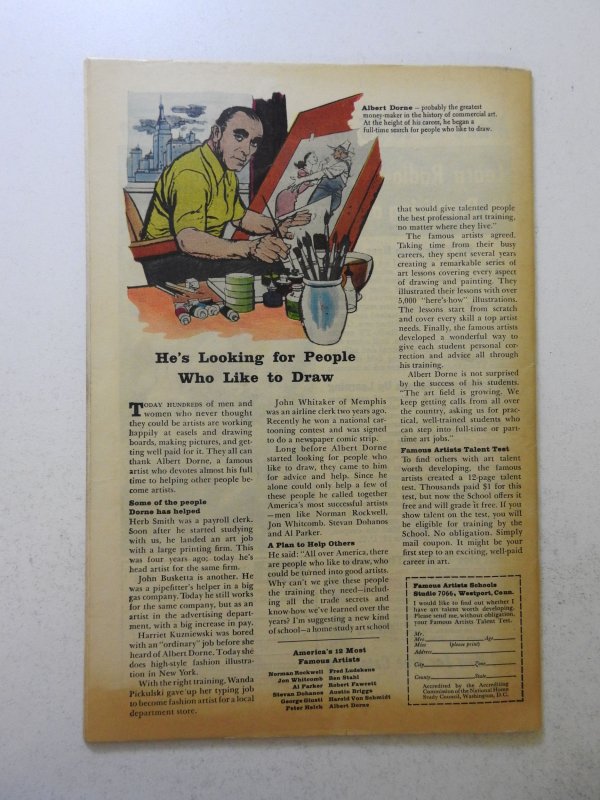 Albert Dorne — probably the greatest
money-maker in the history of commercial art.
At the height of his career, he began a
full-time search for people who like to draw.
He's Looking for People
Who Like to Draw
TODAY HUNDREDS of men and
women who never thought
they could be artists are working
happily at easels and drawing
boards, making pictures, and get-
ting well paid for it. They all can
thank Albert Dorne, a famous
artist who devotes almost his full
time to helping other people be-
come artists.
Some of the people
Dorne has helped
Herb Smith was a payroll clerk.
Soon after he started studying
with us, he landed an art job
with a large printing firm. This
was four years ago; today he's
head artist for the same firm.
John Busketta is another. He
was a pipefitter's helper in a big
gas company. Today he still works
for the same company, but as an
artist in the advertising depart-
ment, with a big increase in pay.
Harriet Kuzniewski was bored
with an "ordinary" job before she
heard of Albert Dorne. Today she
does high-style fashion illustra-
tion in New York.
With the right training, Wanda
Pickulski gave up her typing job
to become fashion artist for a local
department store.
John Whitaker of Memphis
was an airline clerk two years ago.
Recently he won a national car-
tooning contest and was signed
to do a newspaper comic strip.
Long before Albert Dorne
started looking for people who
like to draw, they came to him
for advice and help. Since he
alone could only help a few of
these people he called together
America's most successful artists
—men like Norman Rockwell,
Jon Whitcomb, Stevan Dohanos
and Al Parker.
A Plan to Help Others
He said: "All over America, there
are people who like to draw, who
could be turned into good artists.
Why can't we give these people
the training they need—includ-
ing all the trade secrets and
know-how we've learned over the
years? I'm suggesting a new kind
of school—a home-study art school
America's 12 Most
Famous Artists
Norman Rockwell
Jon Whitcomb
Al Parker
Stevan Dohanos
George Giusti
Peter Helck
Fred Ludekens
Ben Stahl
Robert Fawcett
Austin Briggs
Harold Von Schmidt
Albert Dorne
that would give talented people
the best professional art training,
no matter where they live."
The famous artists agreed.
Taking time from their busy
careers, they spent several years
creating a remarkable series of
art lessons covering every aspect
of drawing and painting. They
illustrated their lessons with over
5,000 "here's-how" illustrations.
The lessons start from scratch
and cover every skill a top artist
needs. Finally, the famous artists
developed a wonderful way to
give each student personal cor-
rection and advice all through
his training.
Albert Dorne is not surprised
by the success of his students.
"The art field is growing. We
keep getting calls from all over
the country, asking us for prac-
tical, well-trained students who
can step into full-time or part-
time art jobs."
Famous Artists Talent Test
To find others with art talent
worth developing, the famous
artists created a 12-page talent
test. Thousands paid $1 for this
test, but now the School offers it
free and will grade it free. If you
show talent on the test, you will
be eligible for training by the
School. No obligation. Simply
mail coupon. It might be your
first step to an exciting, well-paid
career in art.
Famous Artists Schools
Studio 7066, Westport, Conn.
I would like to find out whether I
have art talent worth developing.
Please send me, without obligation,
your Famous Artists Talent Test.
Mr.
Mrs. Age
Miss (please print)
Address
City Zone
County State
Accredited by the Accrediting
Commission of the National Home
Study Council, Washington, D.C.